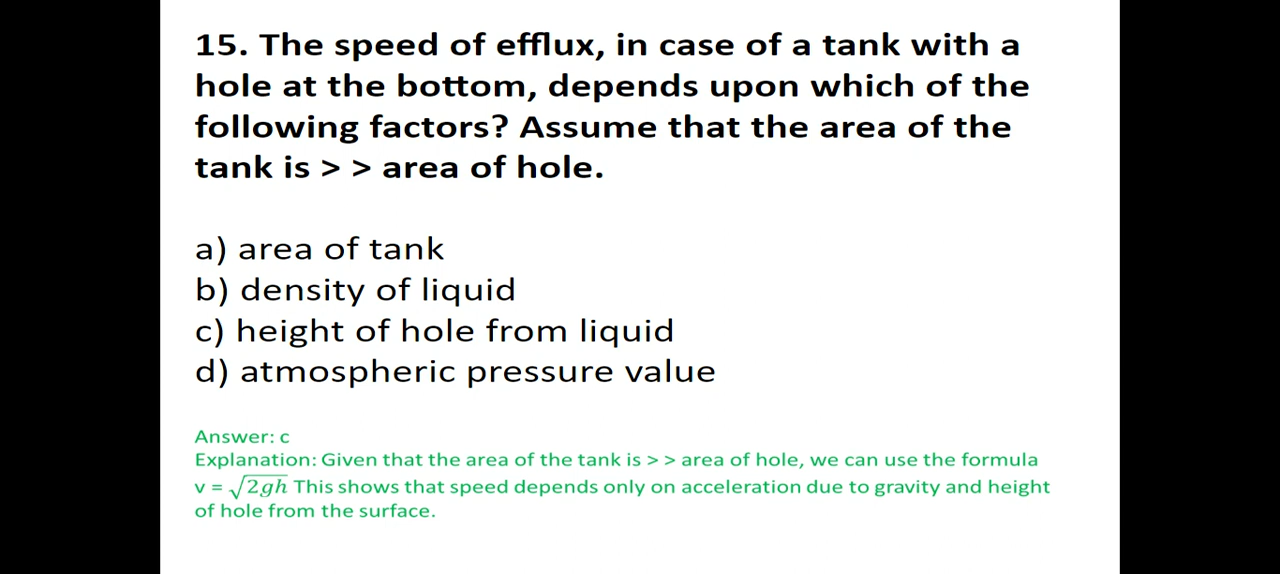 15. The speed of efflux, in case of a tank with a
hole at the bottom, depends upon which of the
following factors? Assume that the area of the
tank is > > area of hole.
a) area of tank
b) density of liquid
c) height of hole from liquid
d) atmospheric pressure value
Answer: c
Explanation: Given that the area of the tank is > > area of hole, we can use the formula
v = √2gh This shows that speed depends only on acceleration due to gravity and height
of hole from the surface.